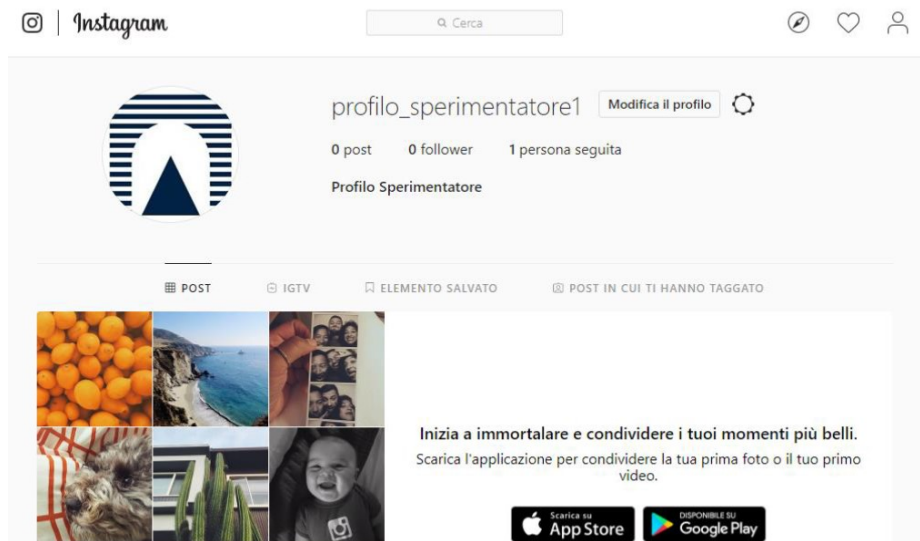 Instagram
Cerca
profilo_sperimentatore1 Modifica il profilo
0 post 0 follower 1 persona seguita
Profilo Sperimentatore
POST IGTV ELEMENTO SALVATO POST IN CUI TI HANNO TAGGATO
Inizia a immortalare e condividere i tuoi momenti più belli.
Scarica l'applicazione per condividere la tua prima foto o il tuo primo
video.
Scarica su
App Store
DISPONIBILE SU
Google Play